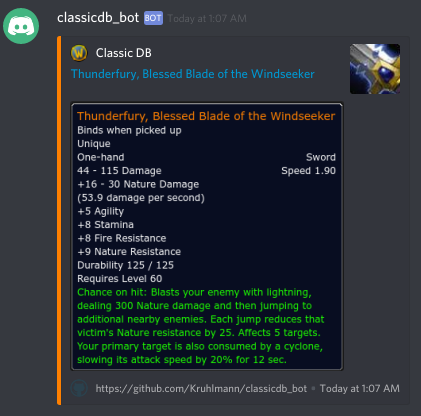 classicdb_bot BOT Today at 1:07 AM
Classic DB
Thunderfury, Blessed Blade of the Windseeker
Thunderfury, Blessed Blade of the Windseeker
Binds when picked up
Unique
One-hand Sword
44 - 115 Damage Speed 1.90
+16 - 30 Nature Damage
(53.9 damage per second)
+5 Agility
+8 Stamina
+8 Fire Resistance
+9 Nature Resistance
Durability 125 / 125
Requires Level 60
Chance on hit: Blasts your enemy with lightning,
dealing 300 Nature damage and then jumping to
additional nearby enemies. Each jump reduces that
victim's Nature resistance by 25. Affects 5 targets.
Your primary target is also consumed by a cyclone,
slowing its attack speed by 20% for 12 sec.
https://github.com/Kruhlmann/classicdb_bot • Today at 1:07 AM